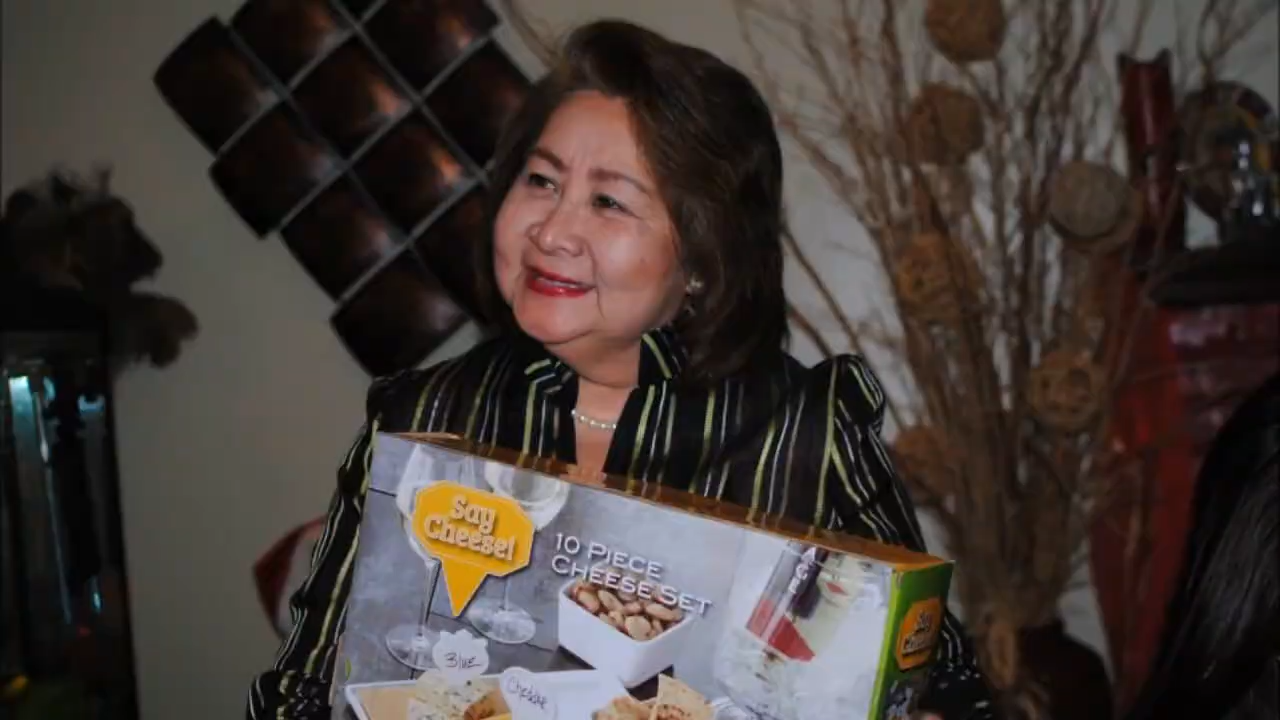 Say
Cheese!
10 PIECE
CHEESE SET
Blue
Cheddar
Say
Cheese!